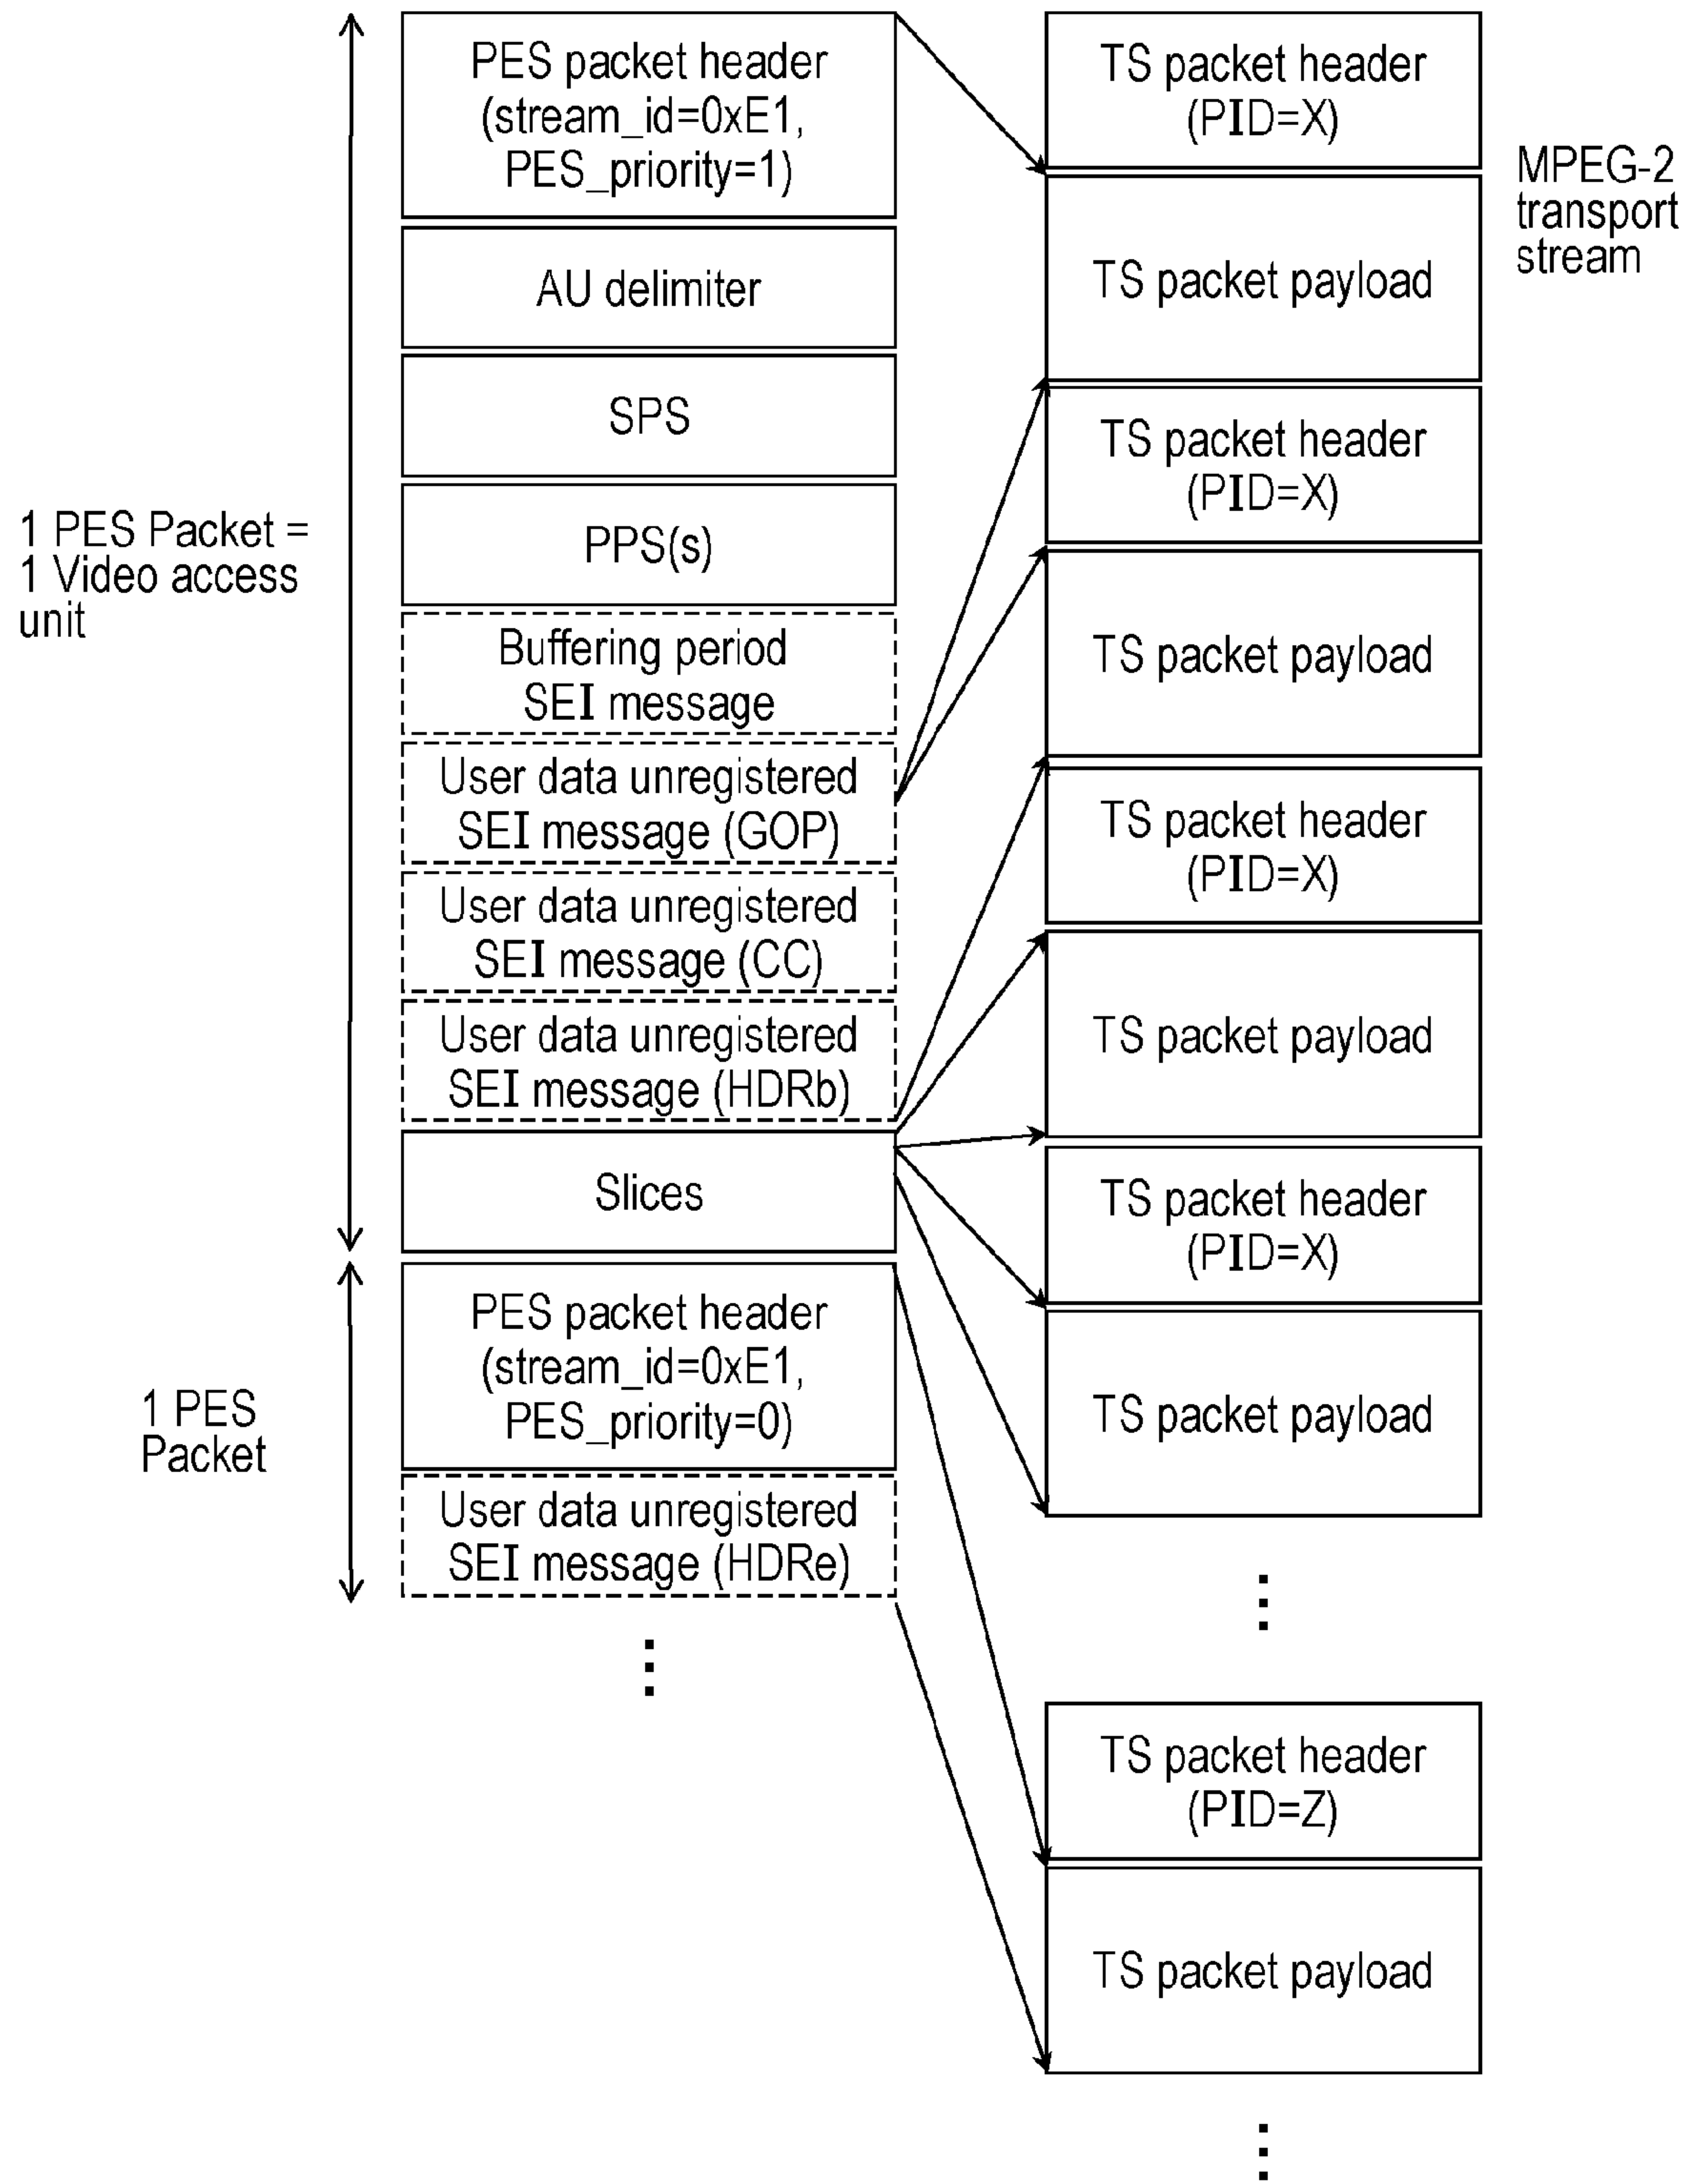 1 PES Packet =
1 Video access
unit
1 PES
Packet
PES packet header
(stream_id=0xE1,
PES_priority=1)
AU delimiter
SPS
PPS(s)
Buffering period
SEI message
User data unregistered
SEI message (GOP)
User data unregistered
SEI message (CC)
User data unregistered
SEI message (HDRb)
Slices
PES packet header
(stream_id=0xE1,
PES_priority=0)
User data unregistered
SEI message (HDRe)
TS packet header
(PID=X)
TS packet payload
TS packet header
(PID=X)
TS packet payload
TS packet header
(PID=X)
TS packet payload
TS packet header
(PID=X)
TS packet payload
TS packet header
(PID=Z)
TS packet payload
MPEG-2
transport
stream